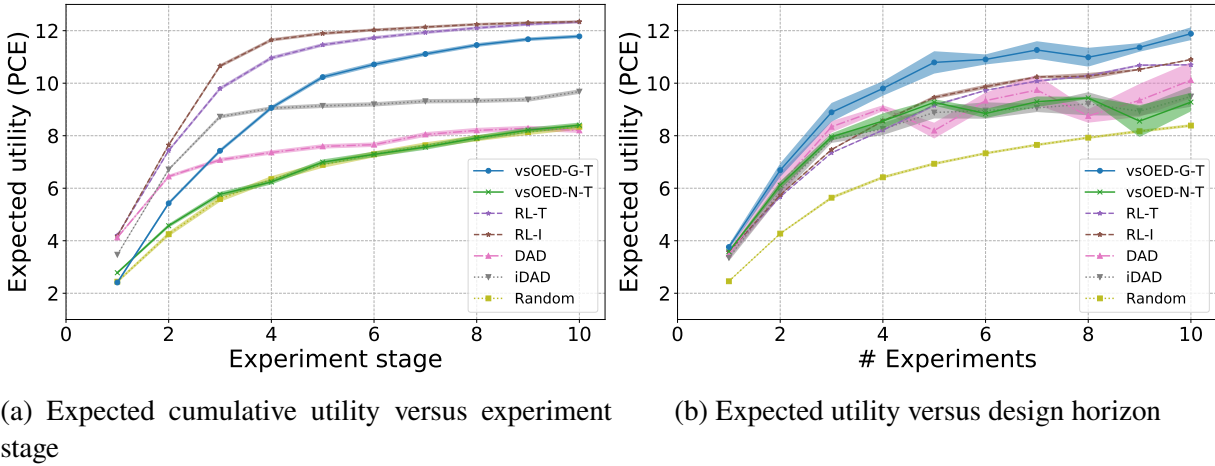 12
10
8
6
4
2
0
2
4
6
8
10
Expected utility (PCE)
Experiment stage
vsOED-G-T
vsOED-N-T
RL-T
RL-I
DAD
iDAD
Random
12
10
8
6
4
2
0
2
4
6
8
10
Expected utility (PCE)
# Experiments
vsOED-G-T
vsOED-N-T
RL-T
RL-I
DAD
iDAD
Random
(a) Expected cumulative utility versus experiment
stage
(b) Expected utility versus design horizon